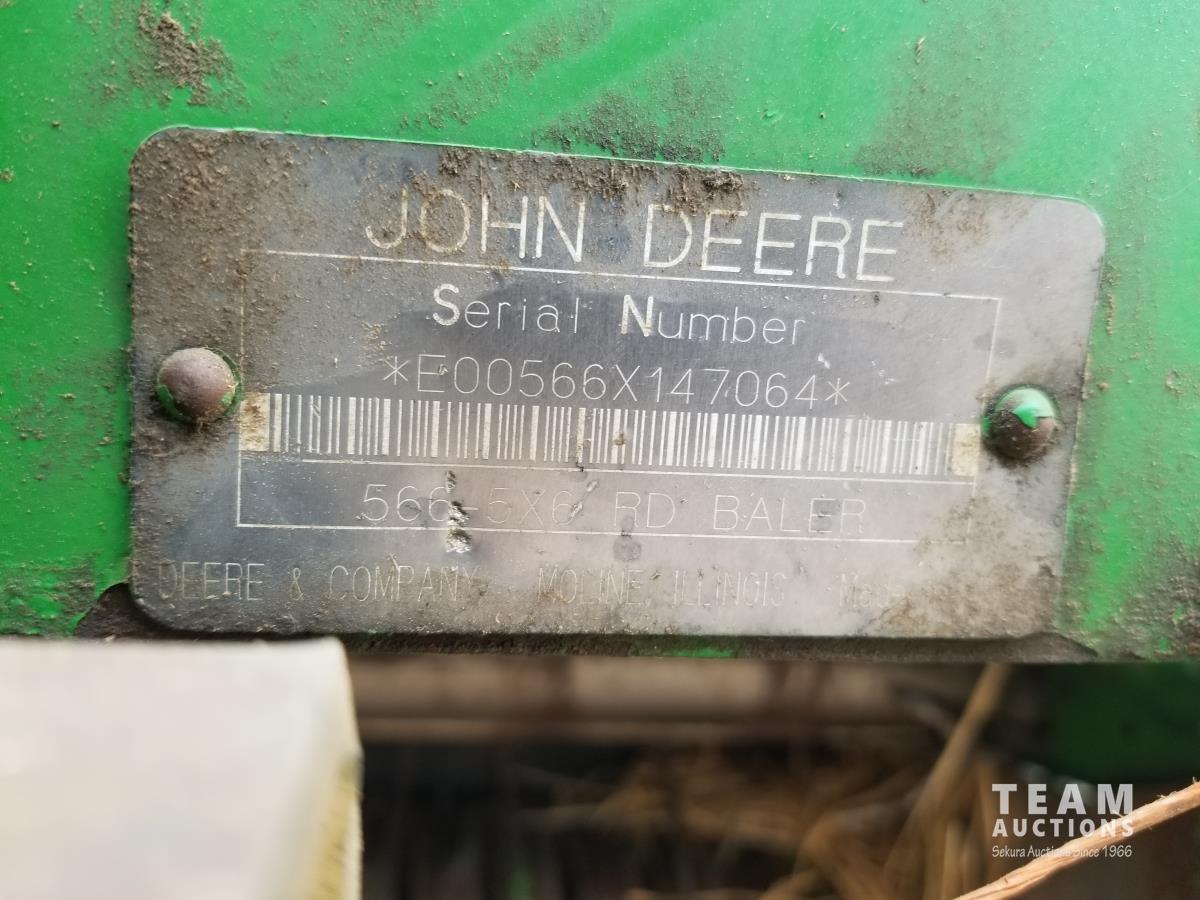 JOHN DEERE
Serial Number
*E00566X147064*
566 5X6 RD BALER
DEERE & COMPANY MOLINE, ILLINOIS Made
TEAM
AUCTIONS
Sekura Auctions Since 1966